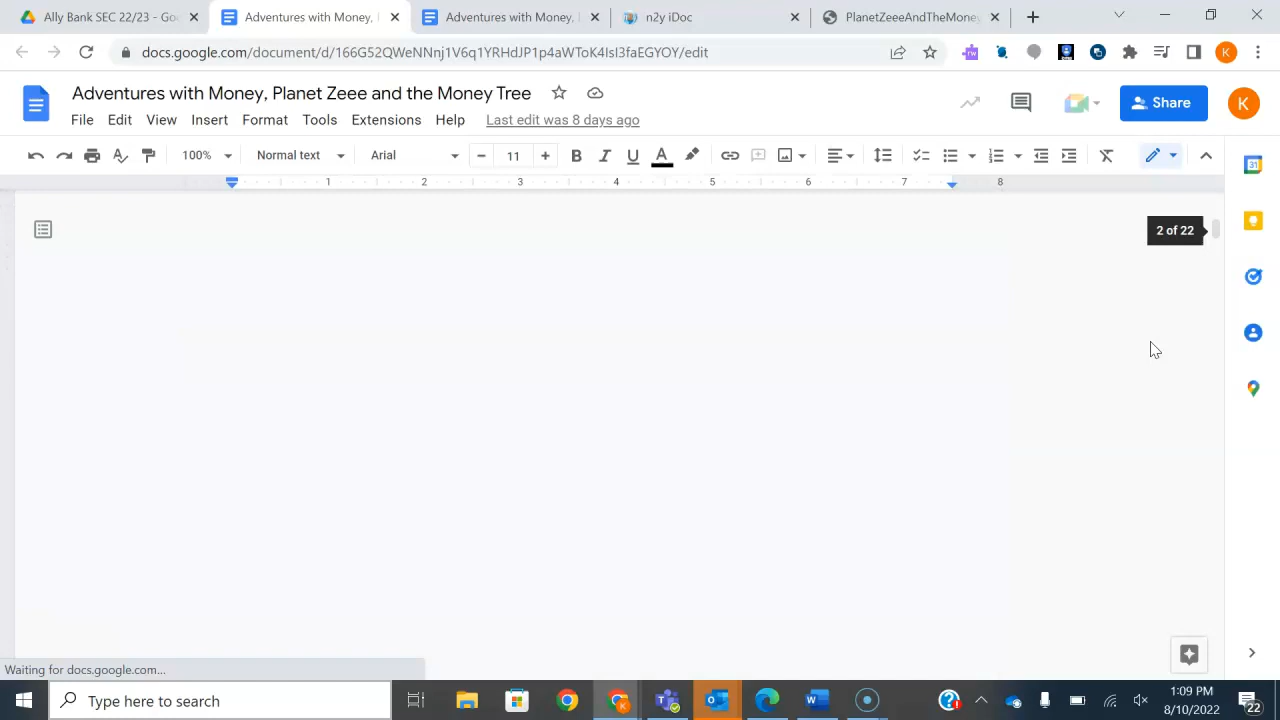 Ally Bank SEC 22/23 - Go
Adventures with Money,
Adventures with Money,
n2y.Doc
PlanetZeeeAndTheMoney
docs.google.com/document/d/166G52QWeNNnj1V6q1YRHdJP1p4aWToK4IsI3faEGYOY/edit
Adventures with Money, Planet Zeee and the Money Tree
File Edit View Insert Format Tools Extensions Help Last edit was 8 days ago
Share
K
100% Normal text Arial 11
1 2 3 4 5 6 7 8
2 of 22
Waiting for docs.google.com...
Type here to search
1:09 PM
8/10/2022
22